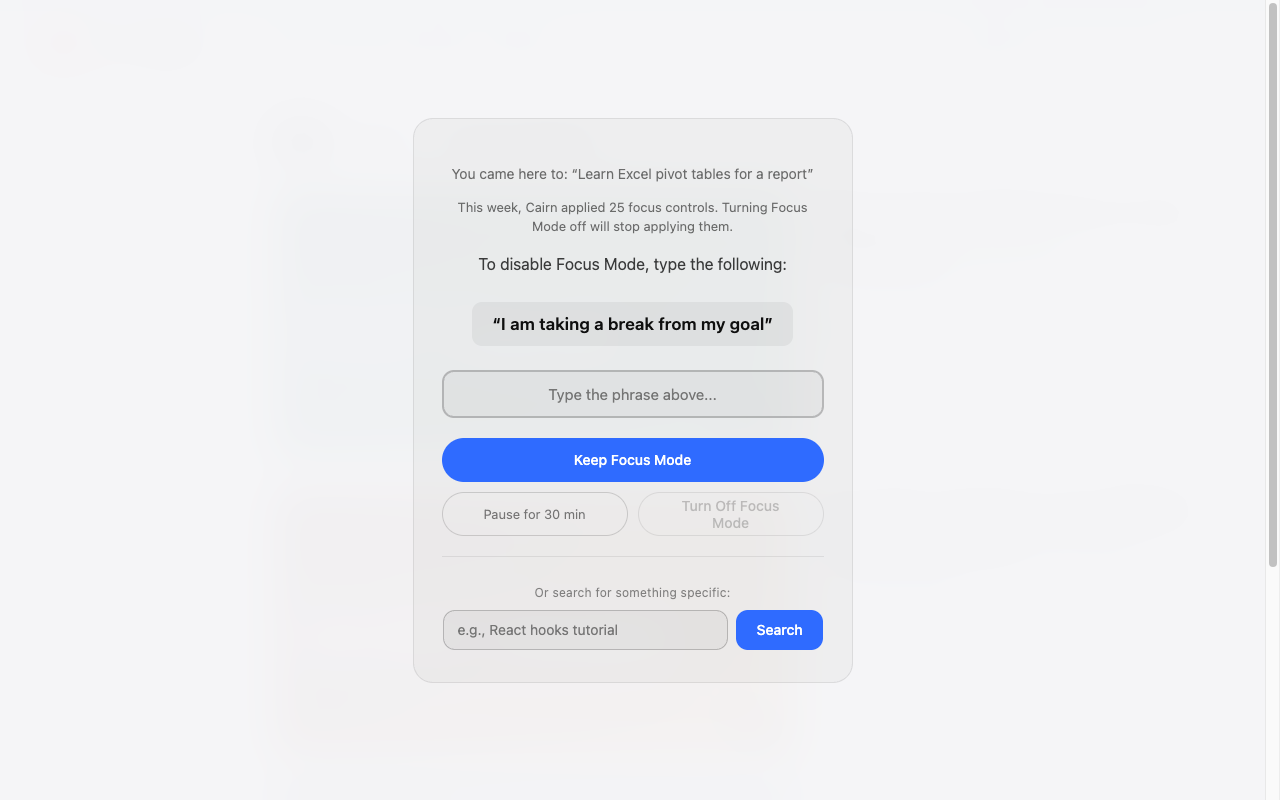 You came here to: “Learn Excel pivot tables for a report”
This week, Cairn applied 25 focus controls. Turning Focus
Mode off will stop applying them.
To disable Focus Mode, type the following:
“I am taking a break from my goal”
Type the phrase above...
Keep Focus Mode
Pause for 30 min
Turn Off Focus
Mode
Or search for something specific:
e.g., React hooks tutorial
Search